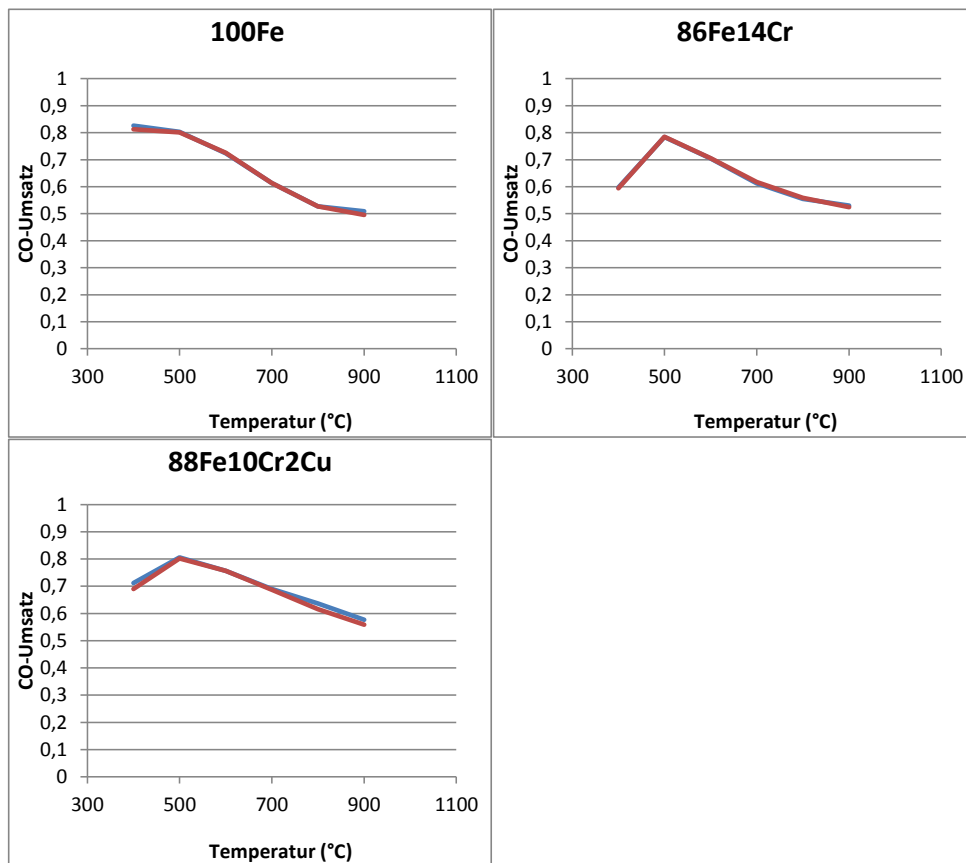 100Fe
CO-Umsatz
1
0,9
0,8
0,7
0,6
0,5
0,4
0,3
0,2
0,1
0
300 500 700 900 1100
Temperatur (°C)
86Fe14Cr
CO-Umsatz
1
0,9
0,8
0,7
0,6
0,5
0,4
0,3
0,2
0,1
0
300 500 700 900 1100
Temperatur (°C)
88Fe10Cr2Cu
CO-Umsatz
1
0,9
0,8
0,7
0,6
0,5
0,4
0,3
0,2
0,1
0
300 500 700 900 1100
Temperatur (°C)